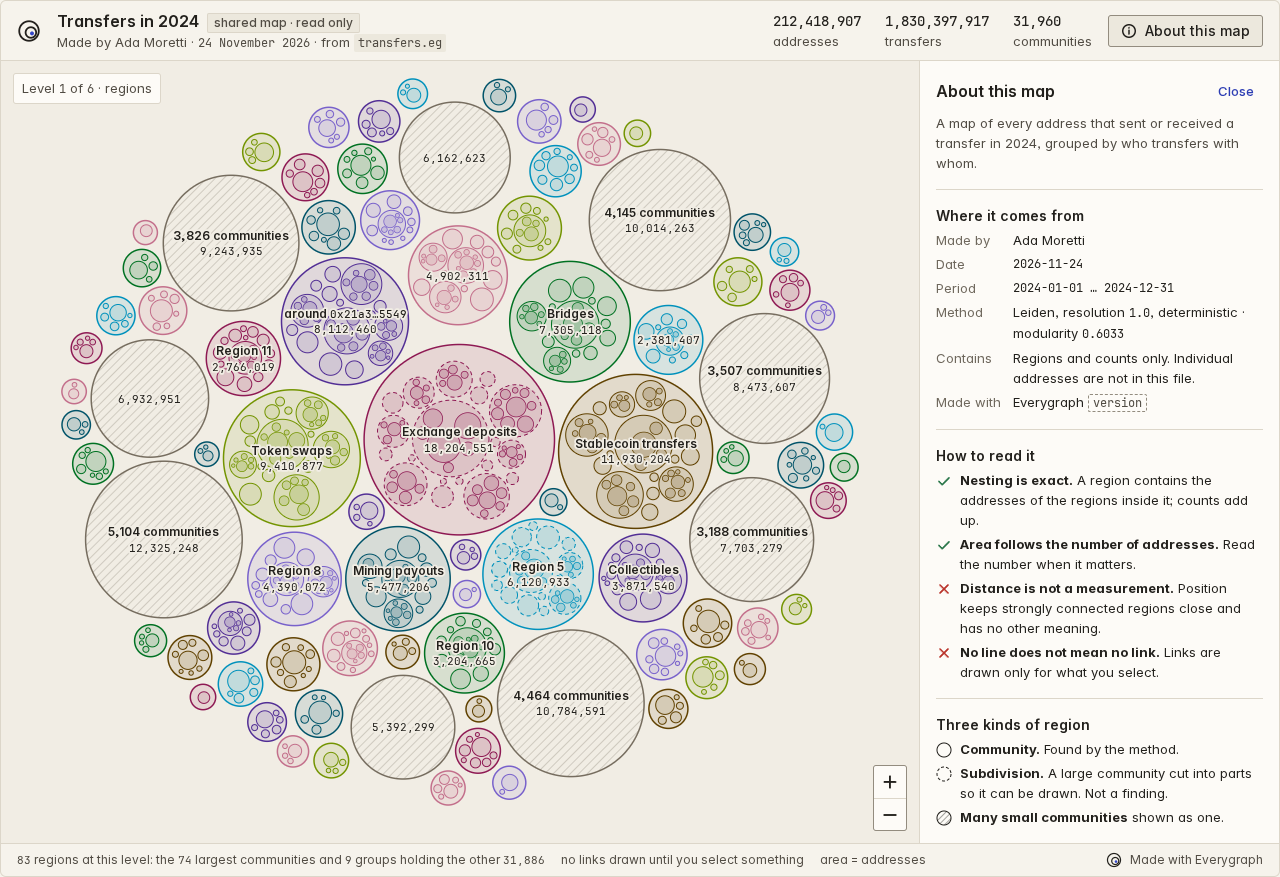 Transfers in 2024 shared map · read only
Made by Ada Moretti · 24 November 2026 · from transfers.eg
212,418,907 1,830,397,917 31,960
addresses transfers communities
About this map
Level 1 of 6 · regions
6,162,623
4,145 communities
10,014,263
3,826 communities
9,243,935
4,902,311
around 0x21a3…5549
8,112,460
Bridges
7,305,118
2,381,407
Region 11
2,766,019
3,507 communities
8,473,607
6,932,951
Exchange deposits
18,204,551
Stablecoin transfers
11,930,204
Token swaps
9,410,877
5,104 communities
12,325,248
3,188 communities
7,703,279
Region 8
4,390,072
Mining payouts
5,477,206
Region 5
6,120,933
Collectibles
3,871,540
Region 10
3,204,665
4,464 communities
10,784,591
5,392,299
+
−
About this map
Close
A map of every address that sent or received a
transfer in 2024, grouped by who transfers with
whom.
Where it comes from
Made by Ada Moretti
Date 2026-11-24
Period 2024-01-01 … 2024-12-31
Method Leiden, resolution 1.0, deterministic ·
modularity 0.6033
Contains Regions and counts only. Individual
addresses are not in this file.
Made with Everygraph version
How to read it
Nesting is exact. A region contains the
addresses of the regions inside it; counts add
up.
Area follows the number of addresses. Read
the number when it matters.
Distance is not a measurement. Position
keeps strongly connected regions close and
has no other meaning.
No line does not mean no link. Links are
drawn only for what you select.
Three kinds of region
Community. Found by the method.
Subdivision. A large community cut into parts
so it can be drawn. Not a finding.
Many small communities shown as one.
83 regions at this level: the 74 largest communities and 9 groups holding the other 31,886 no links drawn until you select something area = addresses
Made with Everygraph